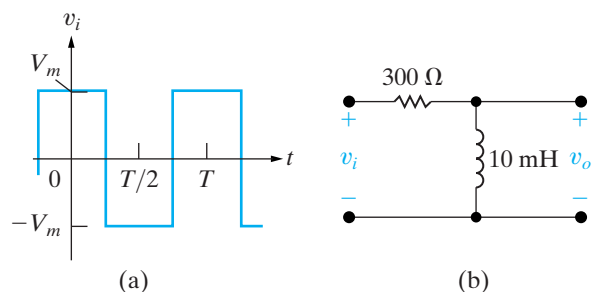 v_i
V_m
0
T/2
T
t
−V_m
(a)
300 Ω
+
v_i
−
10 mH
+
v_o
−
(b)